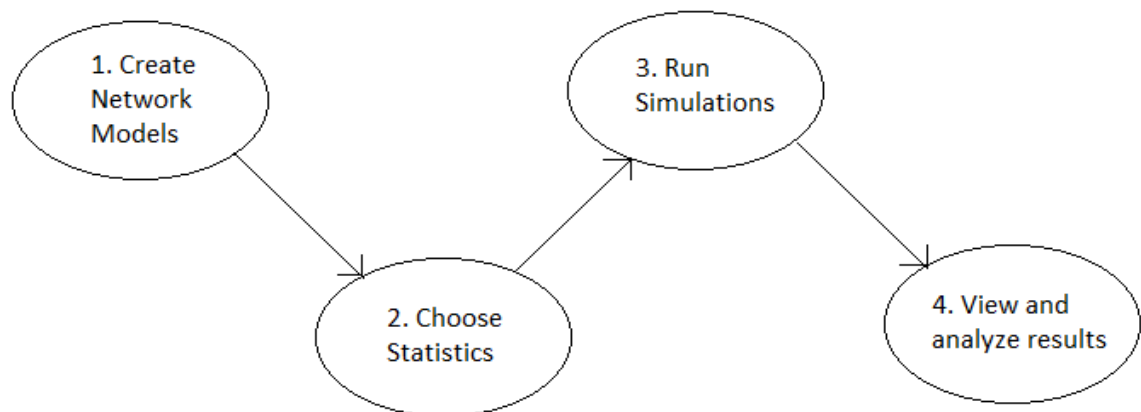 1. Create
Network
Models
2. Choose
Statistics
3. Run
Simulations
4. View and
analyze results